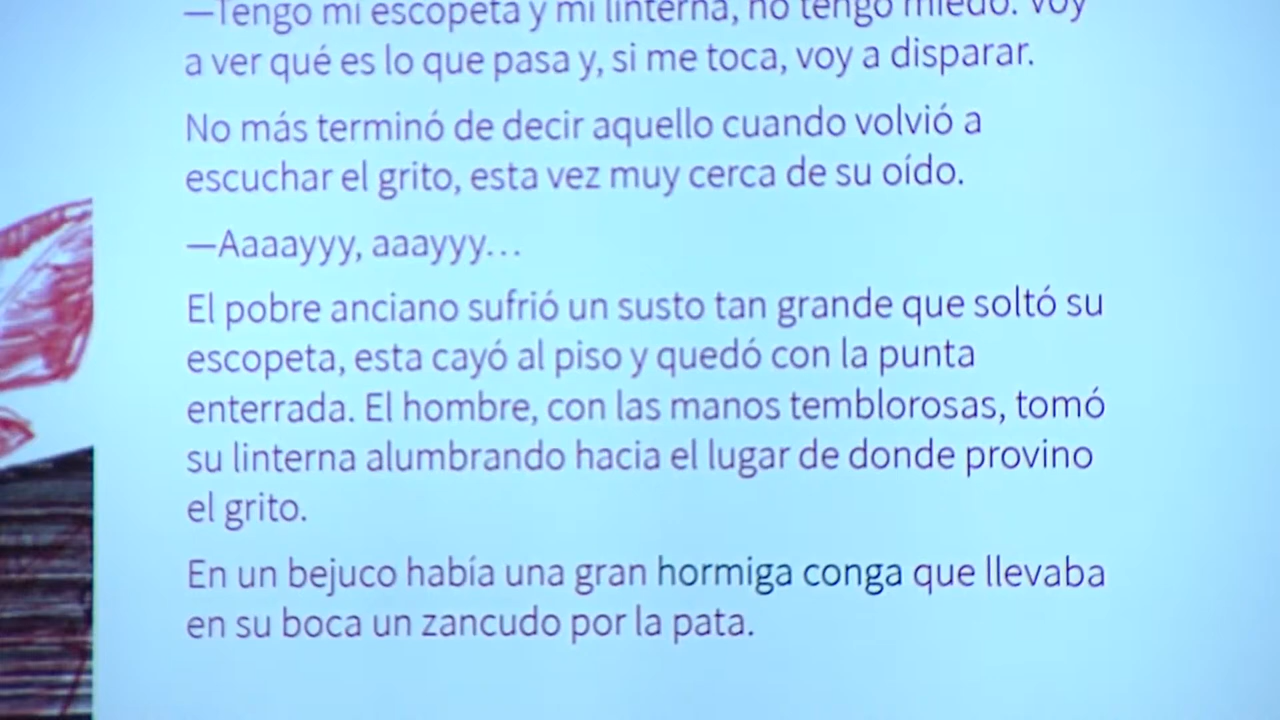 —Tengo mi escopeta y mi linterna, no tengo miedo. Voy
a ver qué es lo que pasa y, si me toca, voy a disparar.
No más terminó de decir aquello cuando volvió a
escuchar el grito, esta vez muy cerca de su oído.
—Aaaayyy, aaayyy…
El pobre anciano sufrió un susto tan grande que soltó su
escopeta, esta cayó al piso y quedó con la punta
enterrada. El hombre, con las manos temblorosas, tomó
su linterna alumbrando hacia el lugar de donde provino
el grito.
En un bejuco había una gran hormiga conga que llevaba
en su boca un zancudo por la pata.